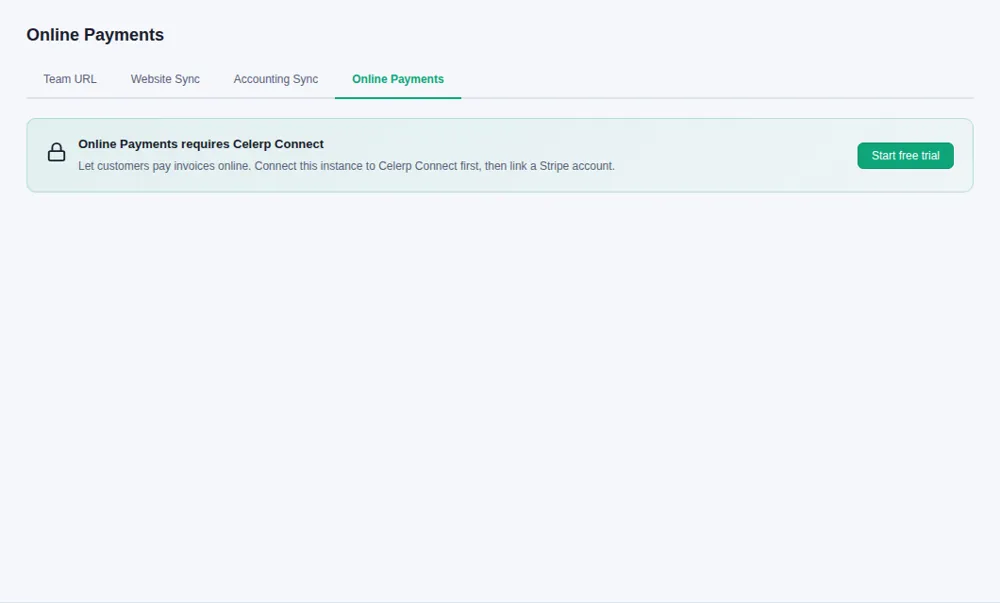 Online Payments
Team URL
Website Sync
Accounting Sync
Online Payments
Online Payments requires Celerp Connect
Let customers pay invoices online. Connect this instance to Celerp Connect first, then link a Stripe account.
Start free trial